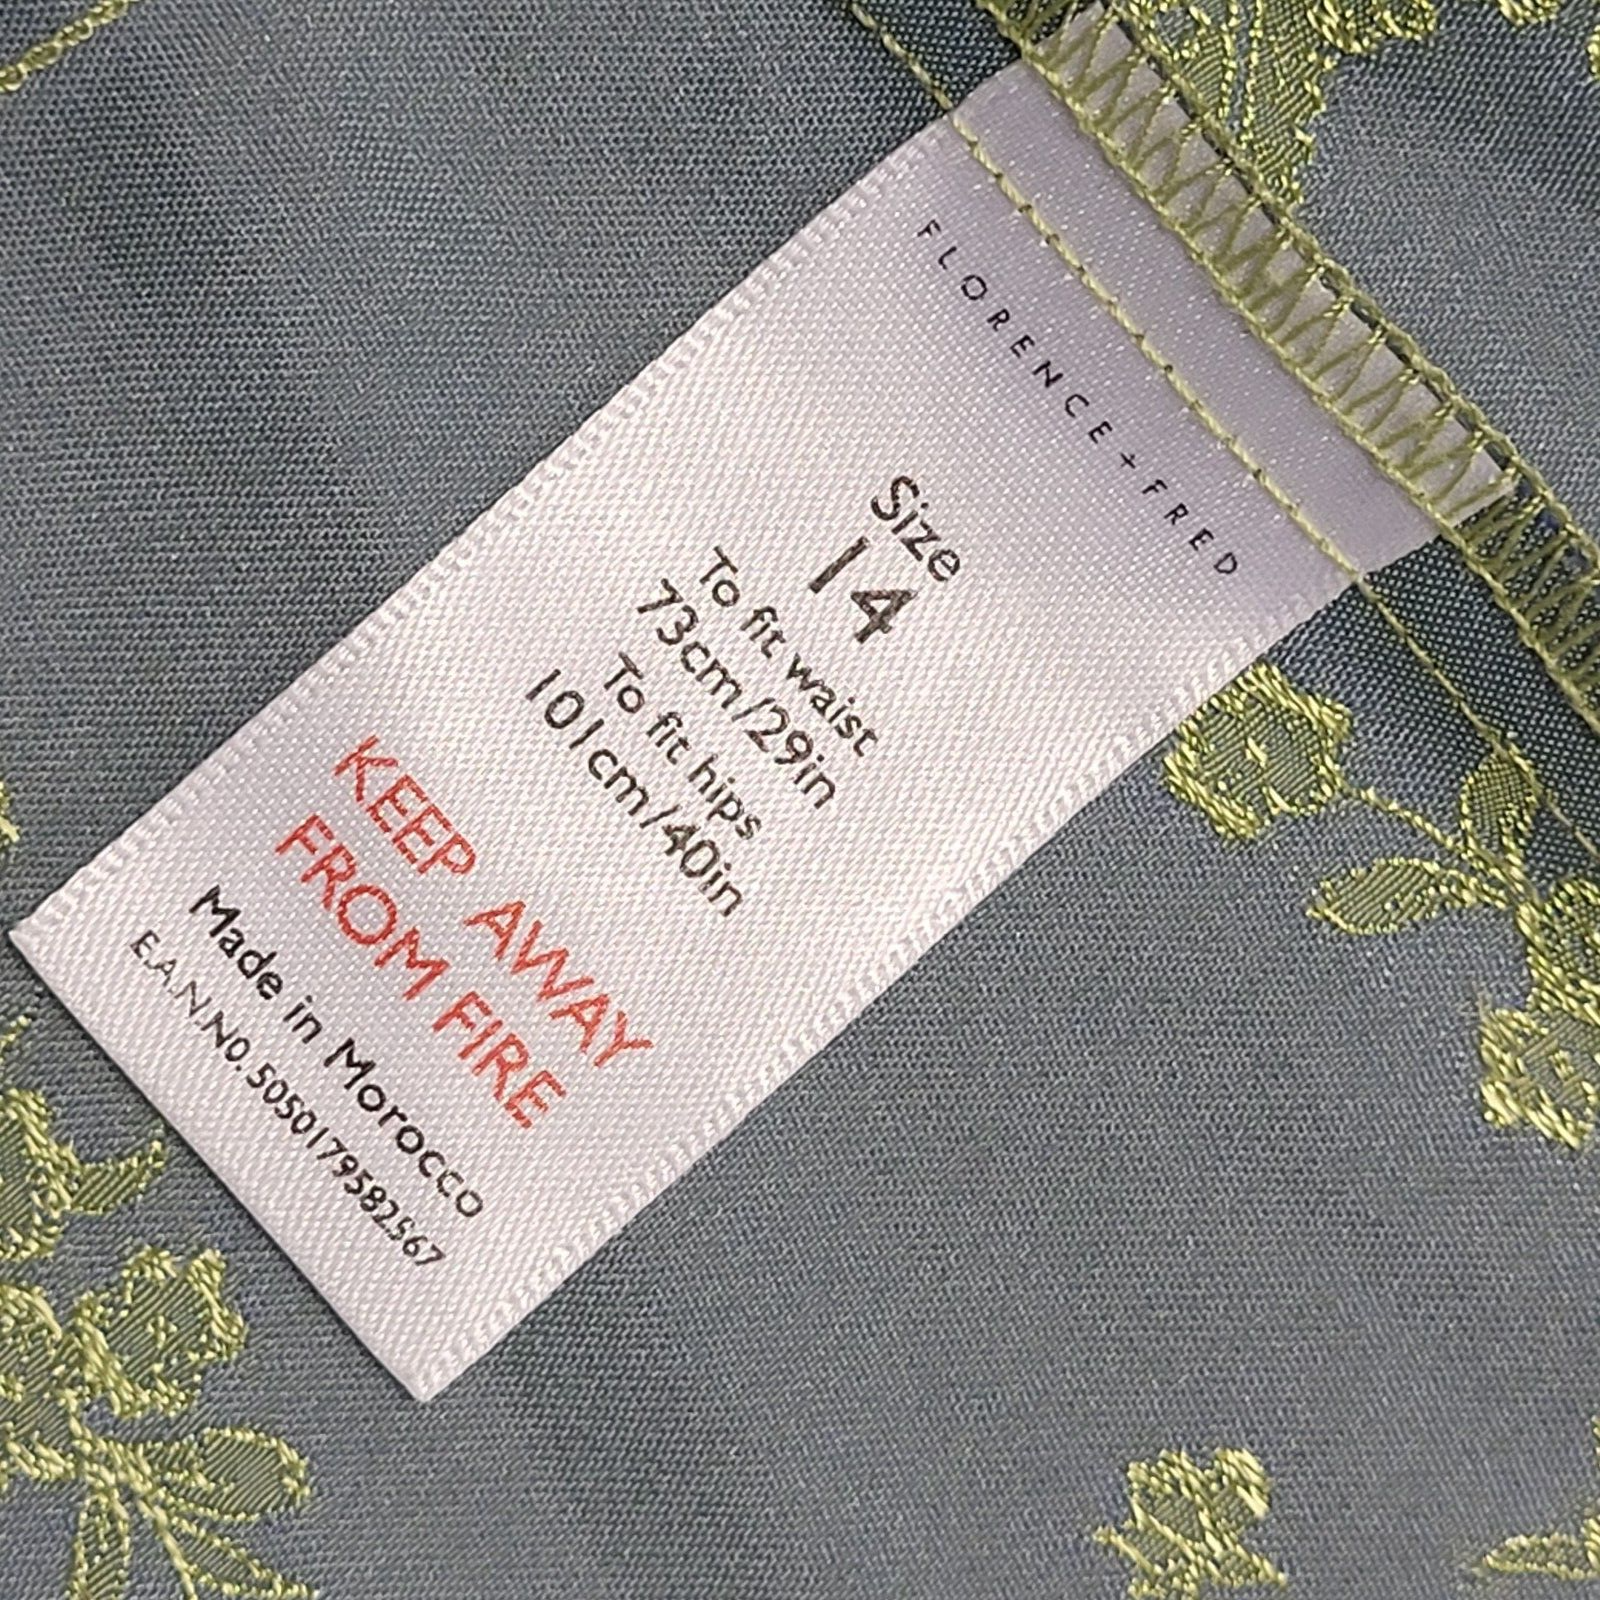 FLORENCE + FRED
Size
14
To fit waist
73cm/29in
To fit hips
101cm/40in
KEEP AWAY
FROM FIRE
Made in Morocco
E.A.N.N0.5050179582567